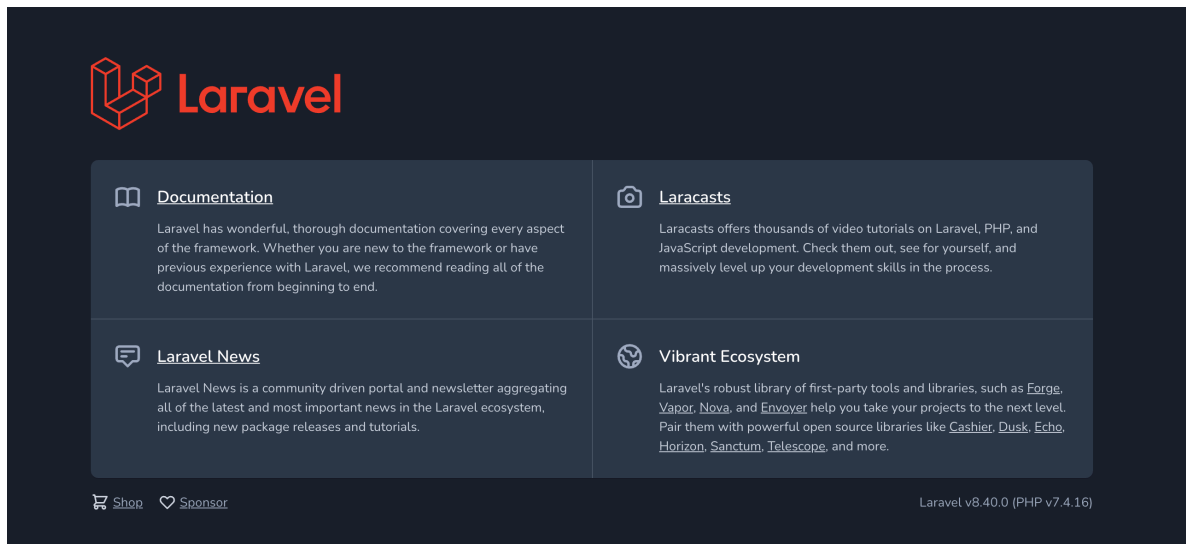 Laravel
Documentation
Laravel has wonderful, thorough documentation covering every aspect
of the framework. Whether you are new to the framework or have
previous experience with Laravel, we recommend reading all of the
documentation from beginning to end.
Laracasts
Laracasts offers thousands of video tutorials on Laravel, PHP, and
JavaScript development. Check them out, see for yourself, and
massively level up your development skills in the process.
Laravel News
Laravel News is a community driven portal and newsletter aggregating
all of the latest and most important news in the Laravel ecosystem,
including new package releases and tutorials.
Vibrant Ecosystem
Laravel's robust library of first-party tools and libraries, such as Forge,
Vapor, Nova, and Envoyer help you take your projects to the next level.
Pair them with powerful open source libraries like Cashier, Dusk, Echo,
Horizon, Sanctum, Telescope, and more.
Shop
Sponsor
Laravel v8.40.0 (PHP v7.4.16)